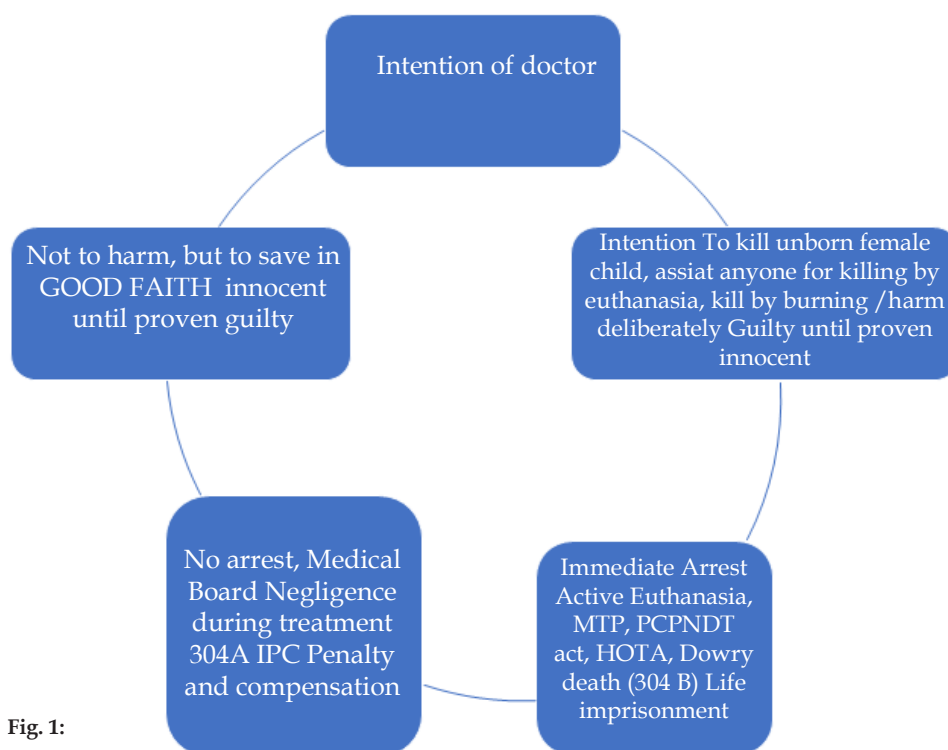 Intention of doctor
Not to harm, but to save in
GOOD FAITH innocent
until proven guilty
Intention To kill unborn female
child, assiat anyone for killing by
euthanasia, kill by burning /harm
deliberately Guilty until proven
innocent
No arrest, Medical
Board Negligence
during treatment
304A IPC Penalty
and compensation
Immediate Arrest
Active Euthanasia,
MTP, PCPNDT
act, HOTA, Dowry
death (304 B) Life
imprisonment
Fig. 1: